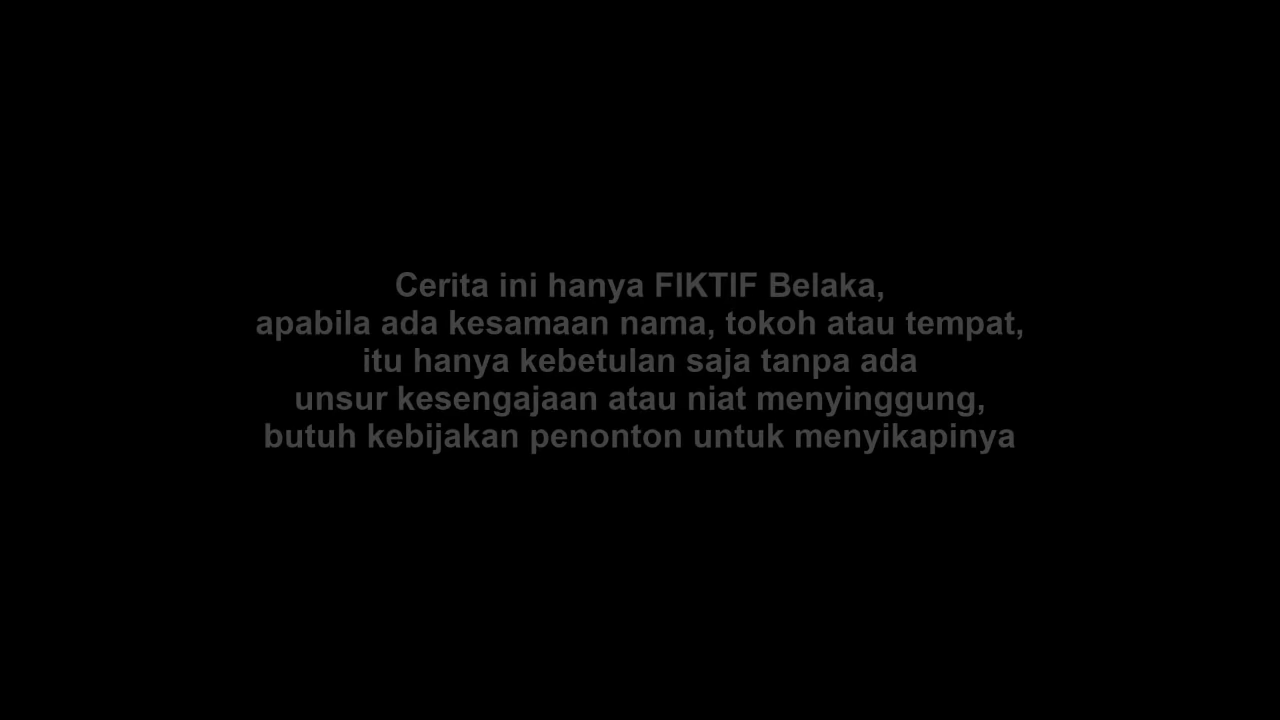 Cerita ini hanya FIKTIF Belaka,
apabila ada kesamaan nama, tokoh atau tempat,
itu hanya kebetulan saja tanpa ada
unsur kesengajaan atau niat menyinggung,
butuh kebijakan penonton untuk menyikapinya